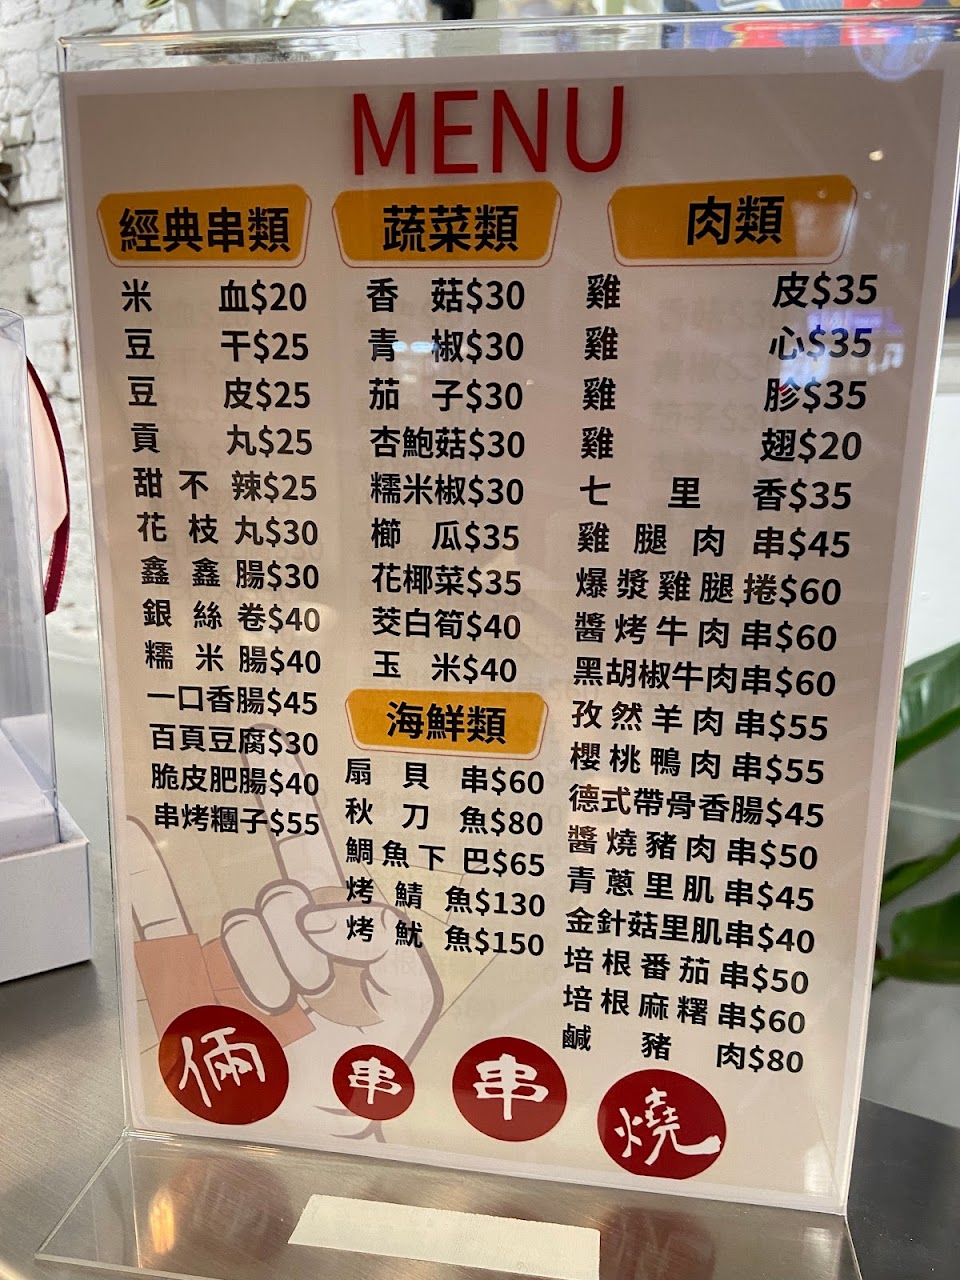 MENU
經典串類
米血$20
豆干$25
豆皮$25
貢丸$25
甜不辣$25
花枝丸$30
鑫鑫腸$30
銀絲卷$40
糯米腸$40
一口香腸$45
百頁豆腐$30
脆皮肥腸$40
串烤糰子$55
蔬菜類
香菇$30
青椒$30
茄子$30
杏鮑菇$30
糯米椒$30
櫛瓜$35
花椰菜$35
茭白筍$40
玉米$40
海鮮類
扇貝串$60
秋刀魚$80
鯛魚下巴$65
烤鯖魚$130
烤魷魚$150
肉類
雞皮$35
雞心$35
雞胗$35
雞翅$20
七里香$35
雞腿肉串$45
爆漿雞腿捲$60
醬烤牛肉串$60
黑胡椒牛肉串$60
孜然羊肉串$55
櫻桃鴨肉串$55
德式帶骨香腸$45
醬燒豬肉串$50
青蔥里肌串$45
金針菇里肌串$40
培根番茄串$50
培根麻糬串$60
鹹豬肉$80
倆串串燒